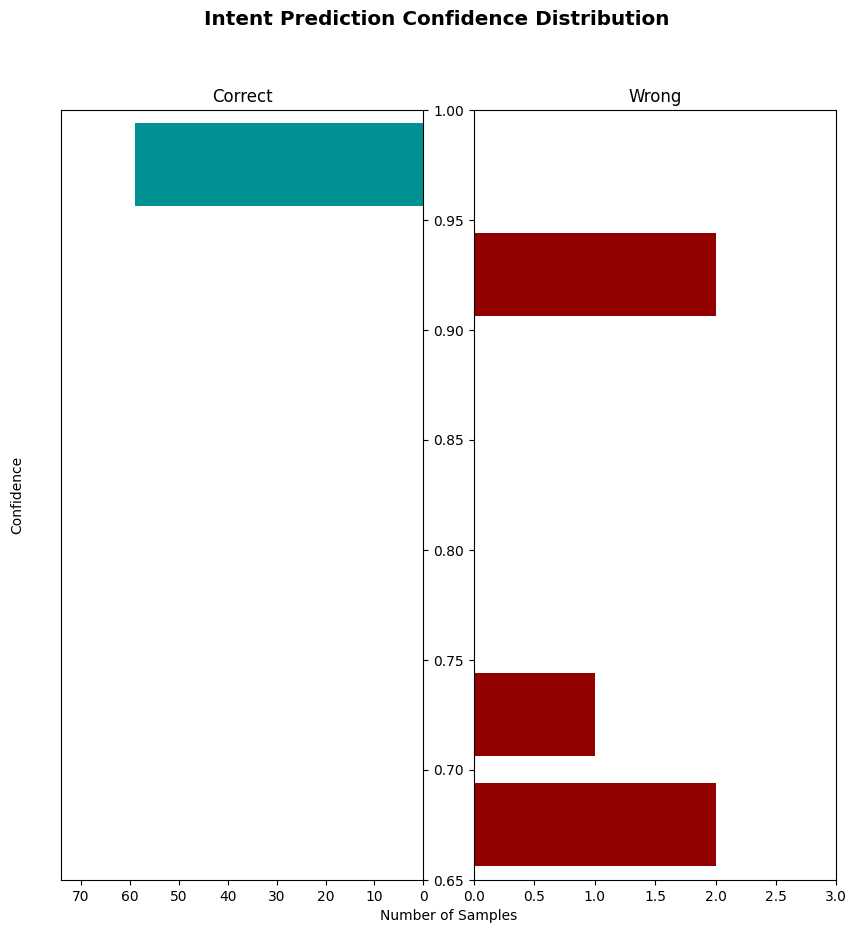 Intent Prediction Confidence Distribution
Correct
Wrong
1.00
0.95
0.90
0.85
0.80
0.75
0.70
0.65
Confidence
70 60 50 40 30 20 10 0
0.0 0.5 1.0 1.5 2.0 2.5 3.0
Number of Samples